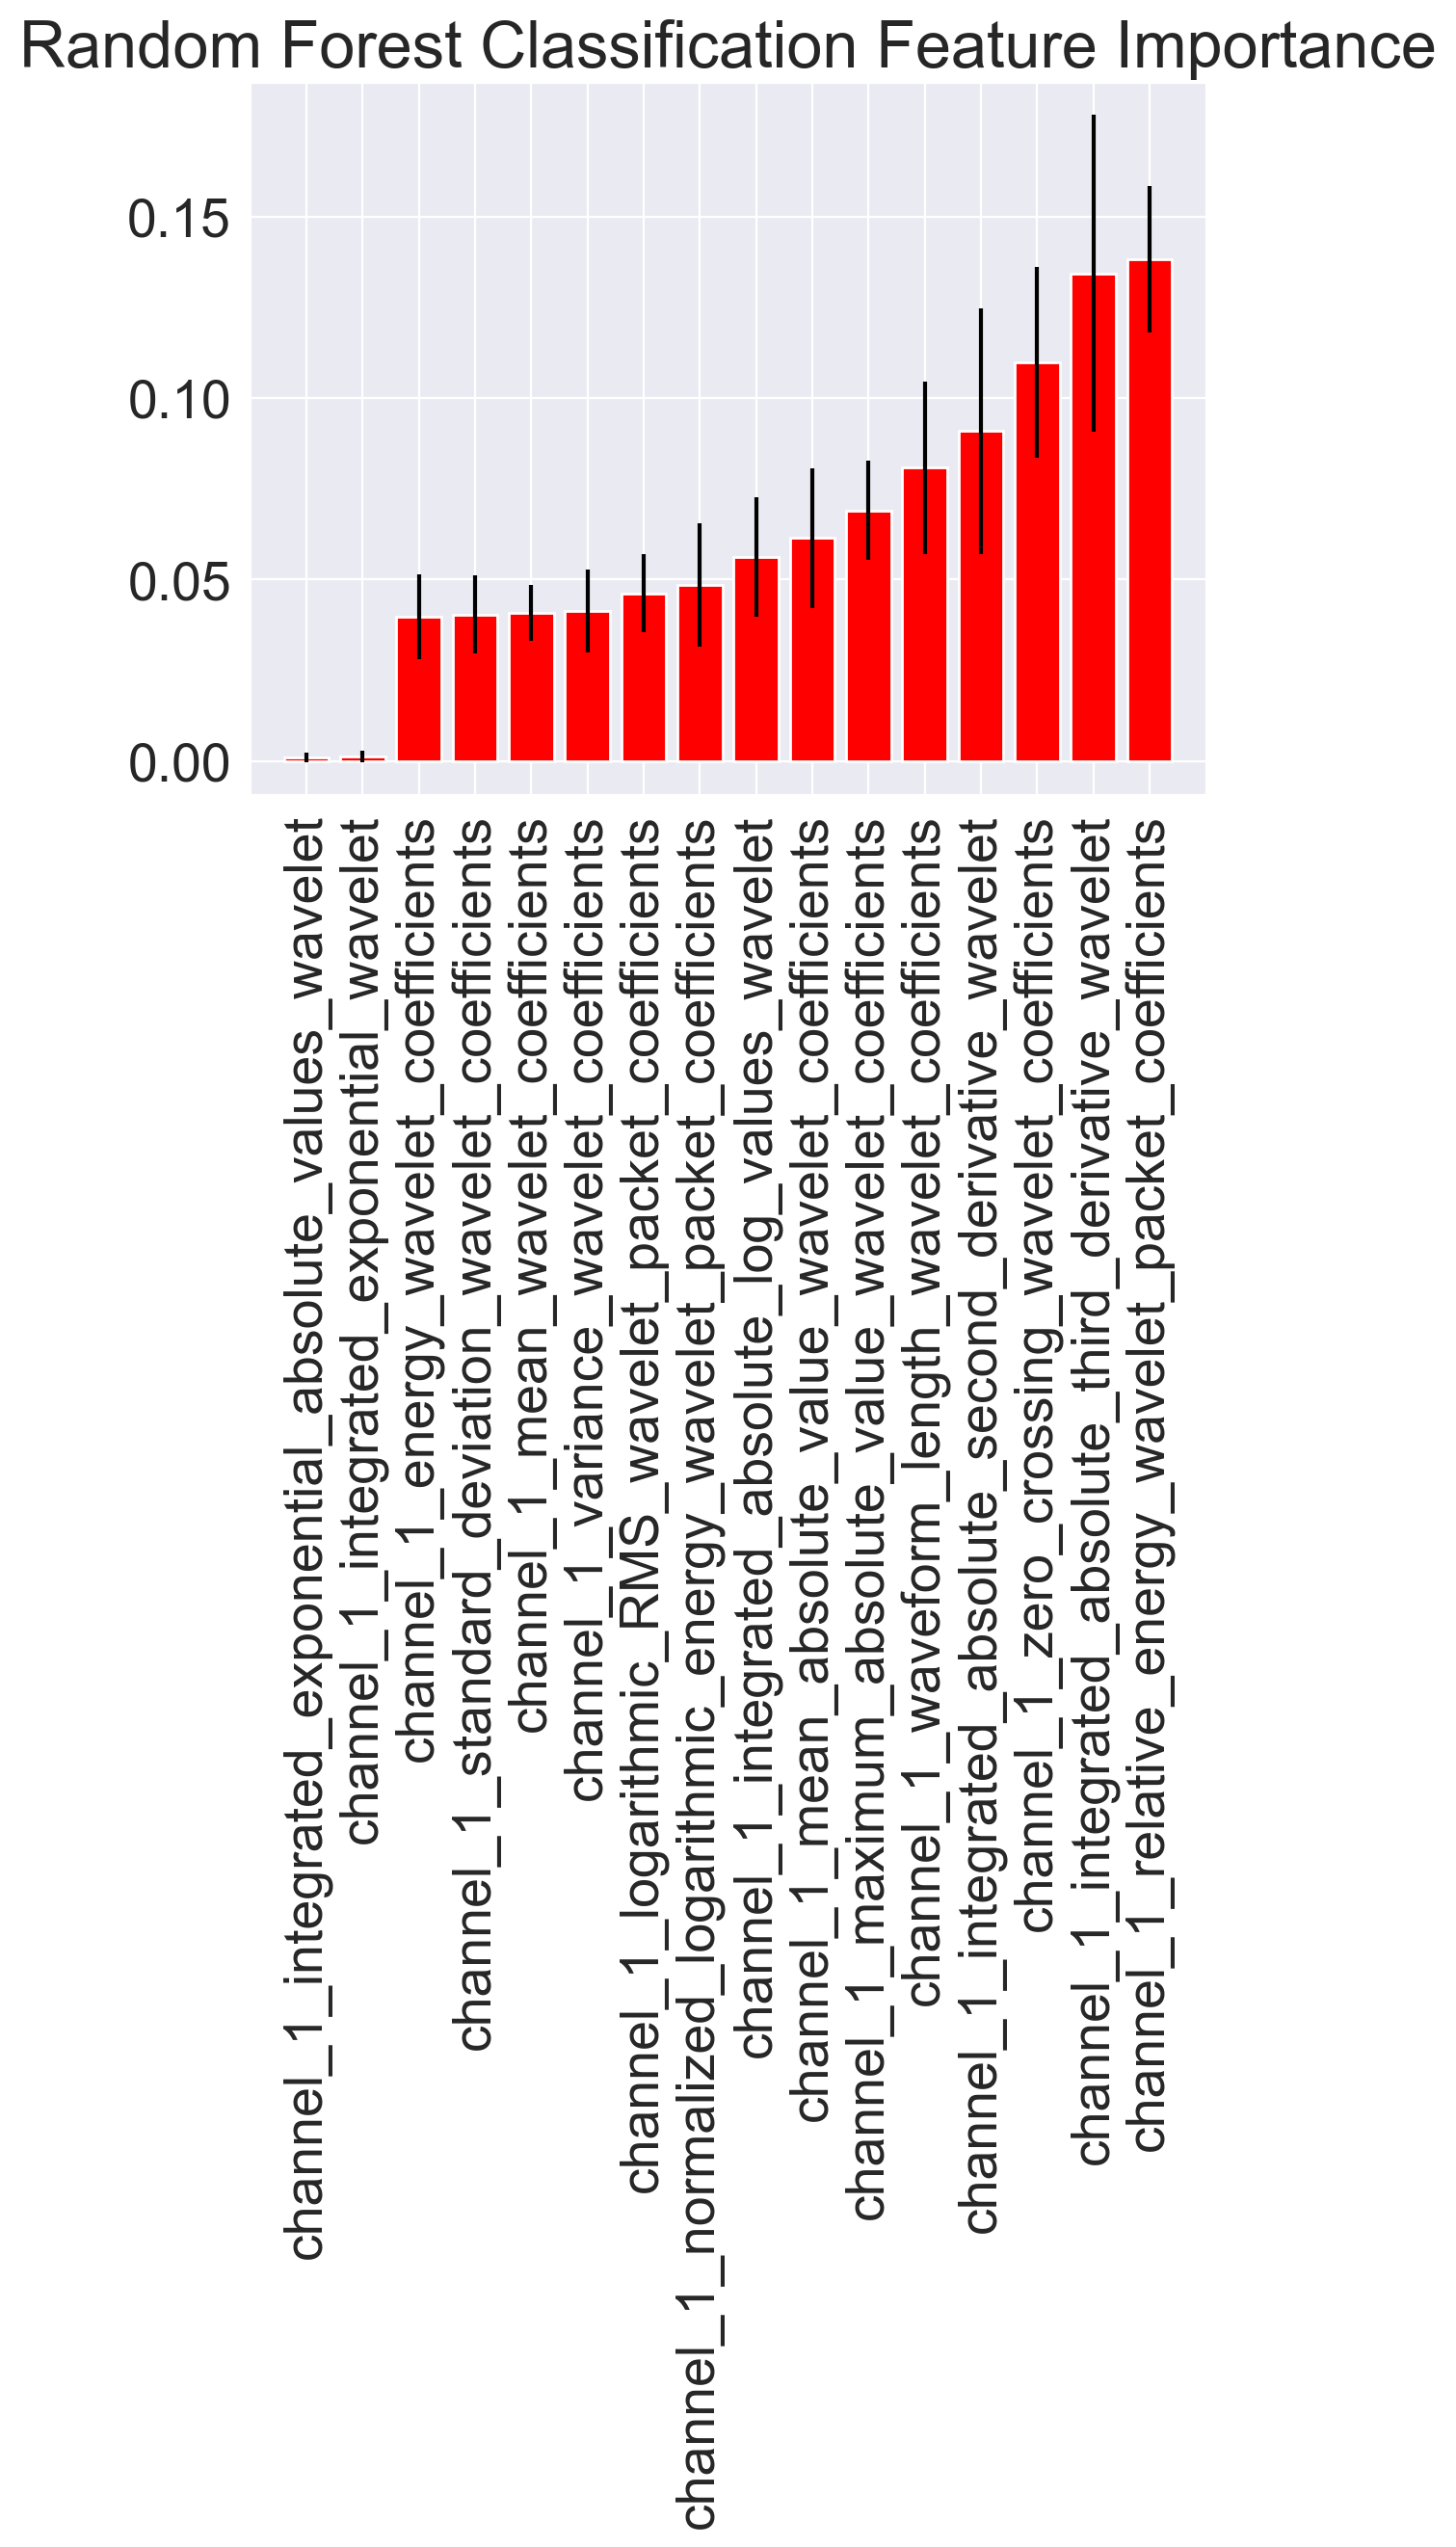 Random Forest Classification Feature Importance
0.15
0.10
0.05
0.00
channel_1_integrated_exponential_absolute_values_wavelet
channel_1_integrated_exponential_wavelet
channel_1_energy_wavelet_coefficients
channel_1_standard_deviation_wavelet_coefficients
channel_1_mean_wavelet_coefficients
channel_1_variance_wavelet_coefficients
channel_1_logarithmic_RMS_wavelet_packet_coefficients
channel_1_normalized_logarithmic_energy_wavelet_packet_coefficients
channel_1_integrated_absolute_log_values_wavelet
channel_1_mean_absolute_value_wavelet_coefficients
channel_1_maximum_absolute_value_wavelet_coefficients
channel_1_waveform_length_wavelet_coefficients
channel_1_integrated_absolute_second_derivative_wavelet
channel_1_zero_crossing_wavelet_coefficients
channel_1_integrated_absolute_third_derivative_wavelet
channel_1_relative_energy_wavelet_packet_coefficients